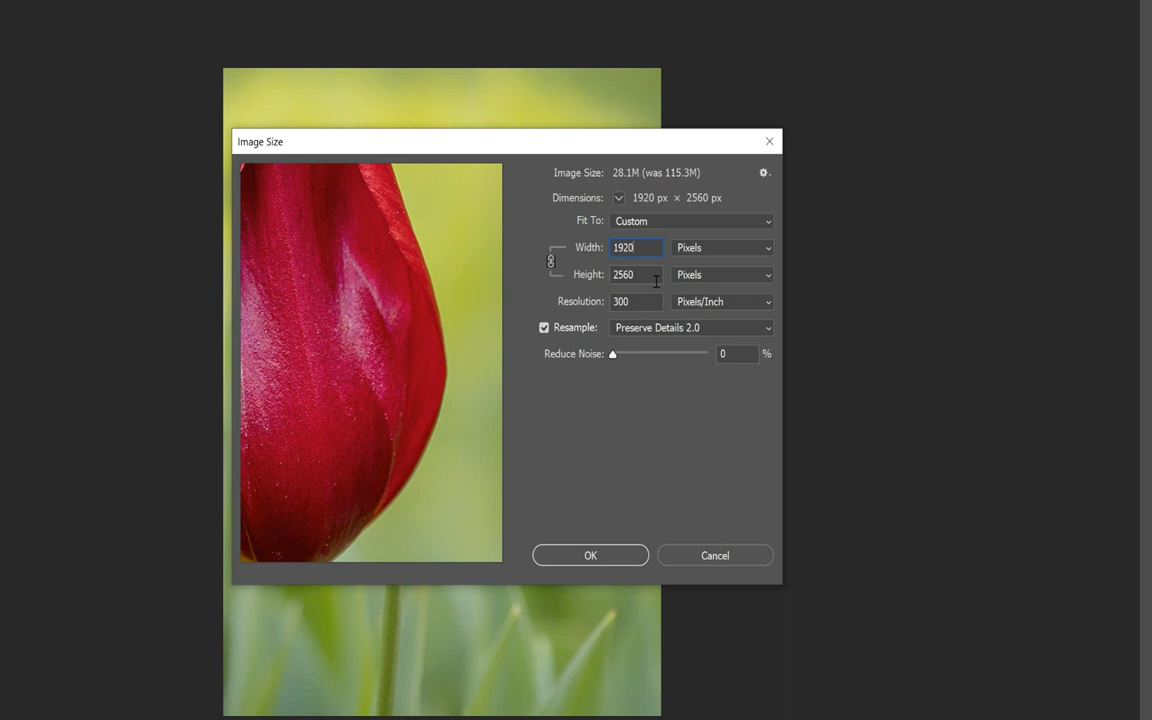 Image Size
Image Size: 28.1M (was 115.3M)
Dimensions: 1920 px × 2560 px
Fit To: Custom
Width: 1920 Pixels
Height: 2560 Pixels
Resolution: 300 Pixels/Inch
Resample: Preserve Details 2.0
Reduce Noise: 0 %
OK Cancel